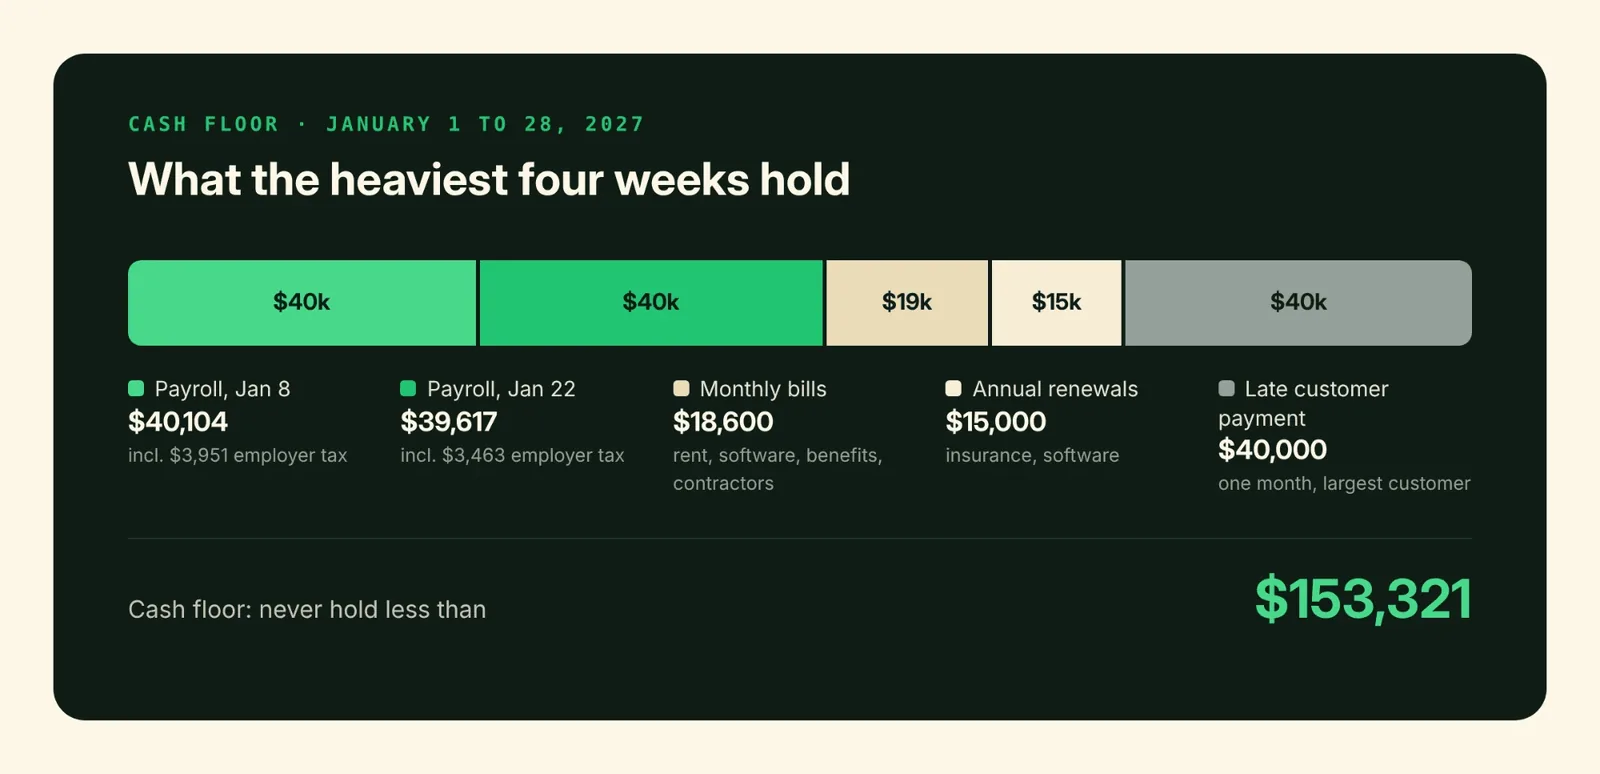 CASH FLOOR · JANUARY 1 TO 28, 2027
What the heaviest four weeks hold
$40k
$40k
$19k
$15k
$40k
Payroll, Jan 8
$40,104
incl. $3,951 employer tax
Payroll, Jan 22
$39,617
incl. $3,463 employer tax
Monthly bills
$18,600
rent, software, benefits,
contractors
Annual renewals
$15,000
insurance, software
Late customer
payment
$40,000
one month, largest customer
Cash floor: never hold less than
$153,321